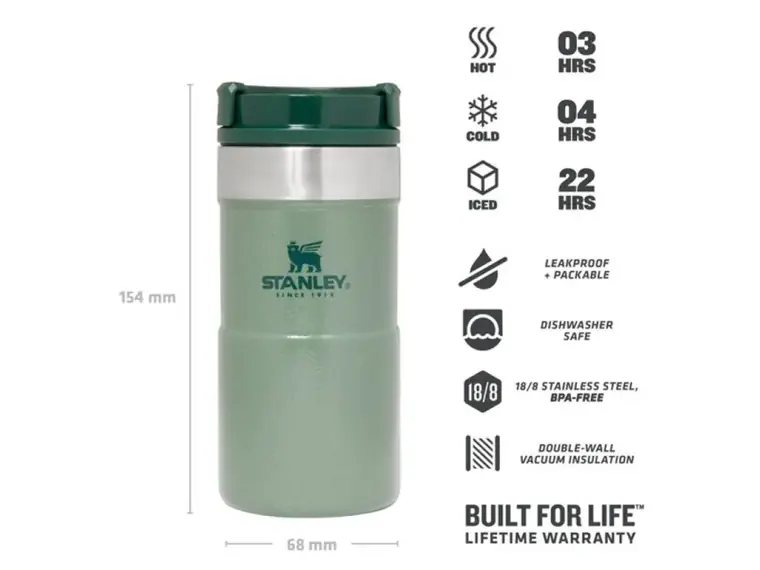 03
HOT HRS
04
COLD HRS
22
ICED HRS
154 mm
STANLEY®
SINCE 1913
LEAKPROOF
+ PACKABLE
DISHWASHER
SAFE
18/8
18/8 STAINLESS STEEL,
BPA-FREE
DOUBLE-WALL
VACUUM INSULATION
BUILT FOR LIFE™
LIFETIME WARRANTY
68 mm